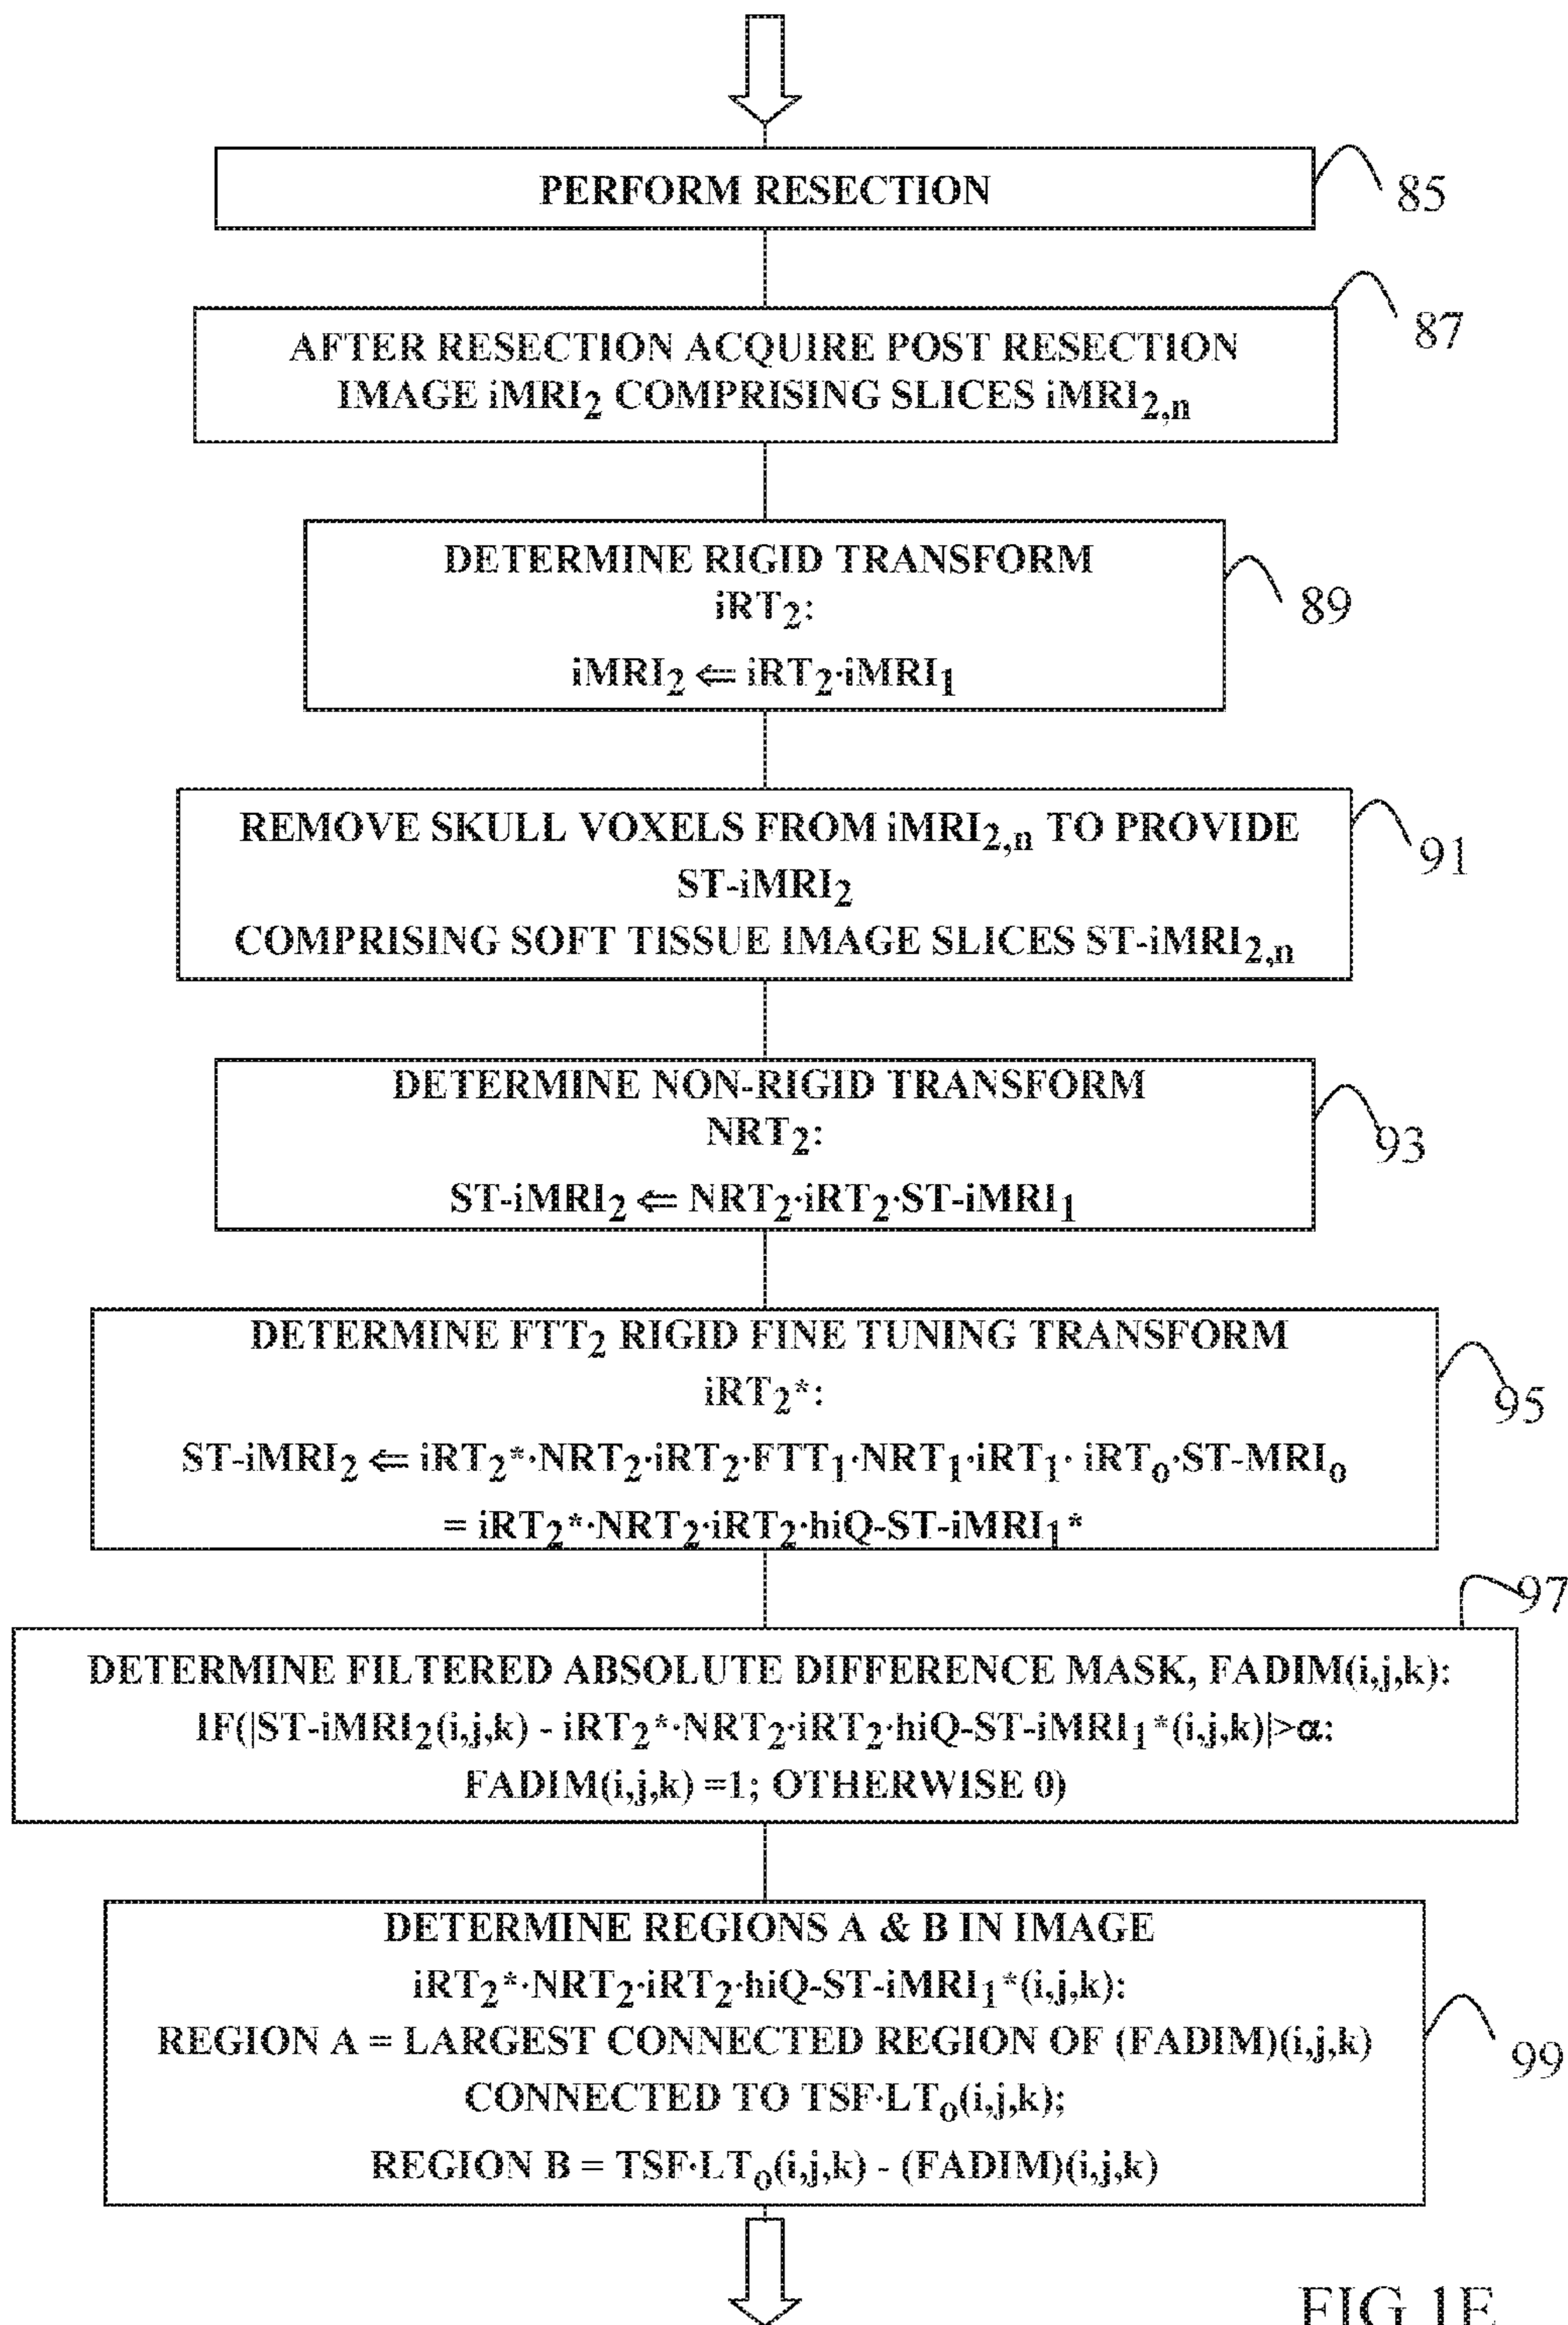 PERFORM RESECTION
85
AFTER RESECTION ACQUIRE POST RESECTION
IMAGE iMRI₂ COMPRISING SLICES iMRI₂,ₙ
87
DETERMINE RIGID TRANSFORM
iRT₂:
iMRI₂ ⇐ iRT₂·iMRI₁
89
REMOVE SKULL VOXELS FROM iMRI₂,ₙ TO PROVIDE
ST-iMRI₂
COMPRISING SOFT TISSUE IMAGE SLICES ST-iMRI₂,ₙ
91
DETERMINE NON-RIGID TRANSFORM
NRT₂:
ST-iMRI₂ ⇐ NRT₂·iRT₂·ST-iMRI₁
93
DETERMINE FTT₂ RIGID FINE TUNING TRANSFORM
iRT₂*:
ST-iMRI₂ ⇐ iRT₂*·NRT₂·iRT₂·FTT₁·NRT₁·iRT₁· iRTₒ·ST-MRIₒ
= iRT₂*·NRT₂·iRT₂·hiQ-ST-iMRI₁*
95
DETERMINE FILTERED ABSOLUTE DIFFERENCE MASK, FADIM(i,j,k):
IF(|ST-iMRI₂(i,j,k) - iRT₂*·NRT₂·iRT₂·hiQ-ST-iMRI₁*(i,j,k)|>α;
FADIM(i,j,k) =1; OTHERWISE 0)
97
DETERMINE REGIONS A & B IN IMAGE
iRT₂*·NRT₂·iRT₂·hiQ-ST-iMRI₁*(i,j,k):
REGION A = LARGEST CONNECTED REGION OF (FADIM)(i,j,k)
CONNECTED TO TSF·LTₒ(i,j,k);
REGION B = TSF·LTₒ(i,j,k) - (FADIM)(i,j,k)
99
FIG 1E